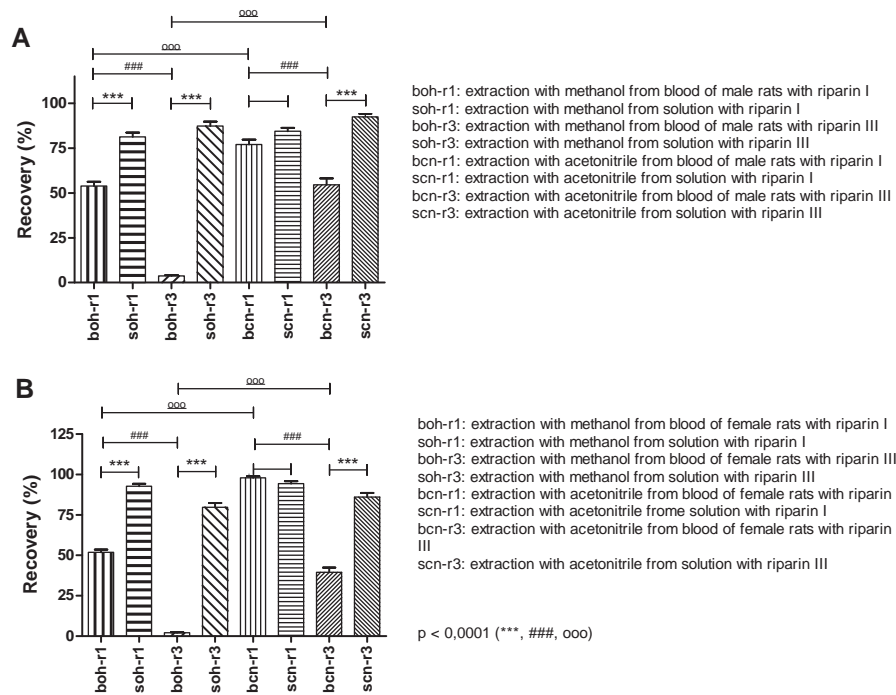 ooo
A
ooo
### ###
*** *** ***
Recovery (%)
100
75
50
25
0
boh-r1
soh-r1
boh-r3
soh-r3
bcn-r1
scn-r1
bcn-r3
scn-r3
boh-r1: extraction with methanol from blood of male rats with riparin I
soh-r1: extraction with methanol from solution with riparin I
boh-r3: extraction with methanol from blood of male rats with riparin III
soh-r3: extraction with methanol from solution with riparin III
bcn-r1: extraction with acetonitrile from blood of male rats with riparin I
scn-r1: extraction with acetonitrile from solution with riparin I
bcn-r3: extraction with acetonitrile from blood of male rats with riparin III
scn-r3: extraction with acetonitrile from solution with riparin III
B
ooo
ooo
### ###
*** *** ***
Recovery (%)
125
100
75
50
25
0
boh-r1
soh-r1
boh-r3
soh-r3
bcn-r1
scn-r1
bcn-r3
scn-r3
boh-r1: extraction with methanol from blood of female rats with riparin I
soh-r1: extraction with methanol from solution with riparin I
boh-r3: extraction with methanol from blood of female rats with riparin III
soh-r3: extraction with methanol from solution with riparin III
bcn-r1: extraction with acetonitrile from blood of female rats with riparin
scn-r1: extraction with acetonitrile frome solution with riparin I
bcn-r3: extraction with acetonitrile from blood of female rats with riparin
III
scn-r3: extraction with acetonitrile from solution with riparin III
p < 0,0001 (***, ###, ooo)